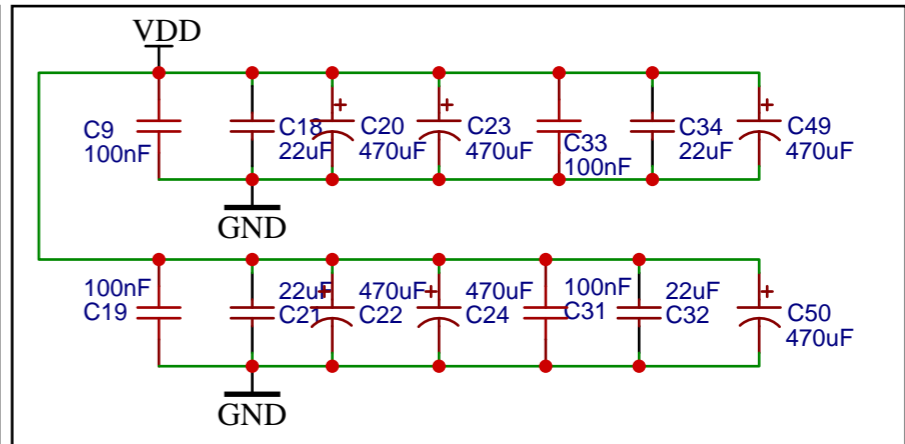 VDD
C9
100nF
C18
22uF
C20
470uF
C23
470uF
C33
100nF
C34
22uF
C49
470uF
GND
100nF
C19
22uF
C21
470uF
C22
470uF
C24
100nF
C31
22uF
C32
C50
470uF
GND